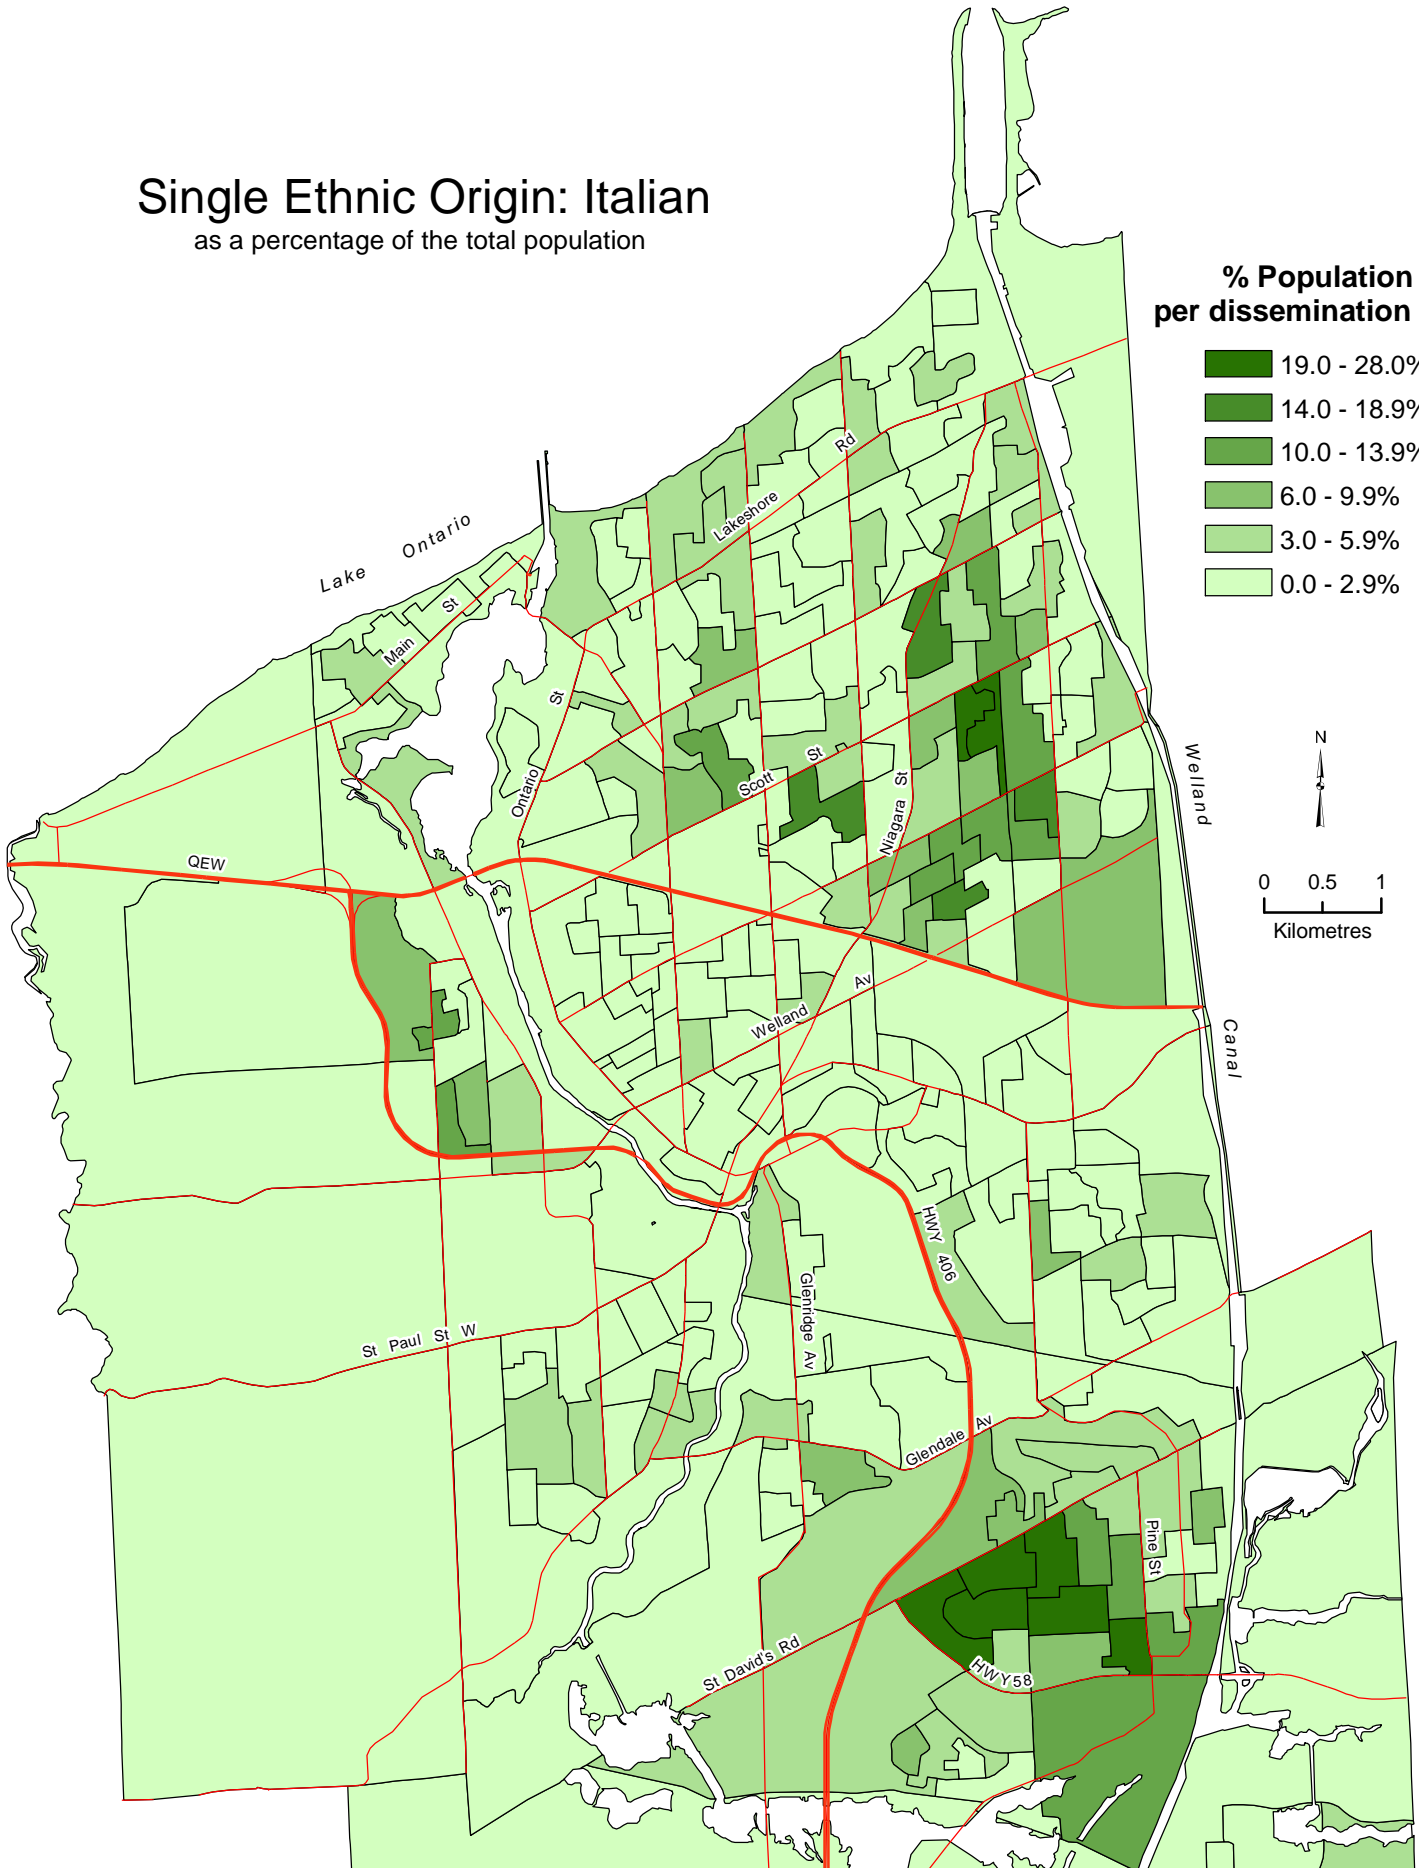 Single Ethnic Origin: Italian
as a percentage of the total population
% Population
per dissemination
19.0 - 28.0%
14.0 - 18.9%
10.0 - 13.9%
6.0 - 9.9%
3.0 - 5.9%
0.0 - 2.9%
Lake Ontario
Main St
Lakeshore Rd
Ontario St
Scott St
Niagara St
Welland Canal
N
0 0.5 1
Kilometres
QEW
Welland Av
HWY 406
Glenridge Av
St Paul St W
Glendale Av
Pine St
St David's Rd
HWY58